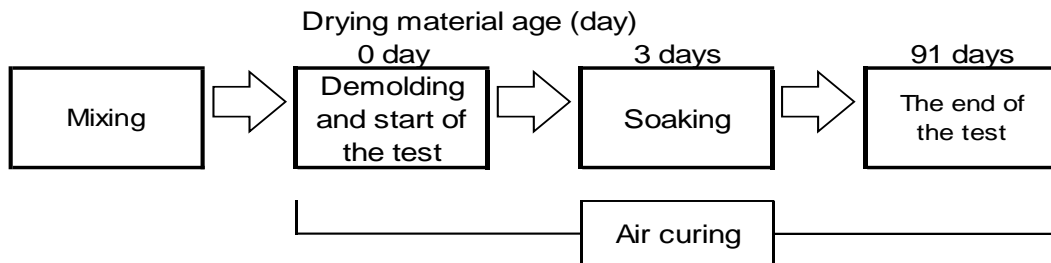 Drying material age (day)
0 day
3 days
91 days
Mixing
Demolding
and start of
the test
Soaking
The end of
the test
Air curing